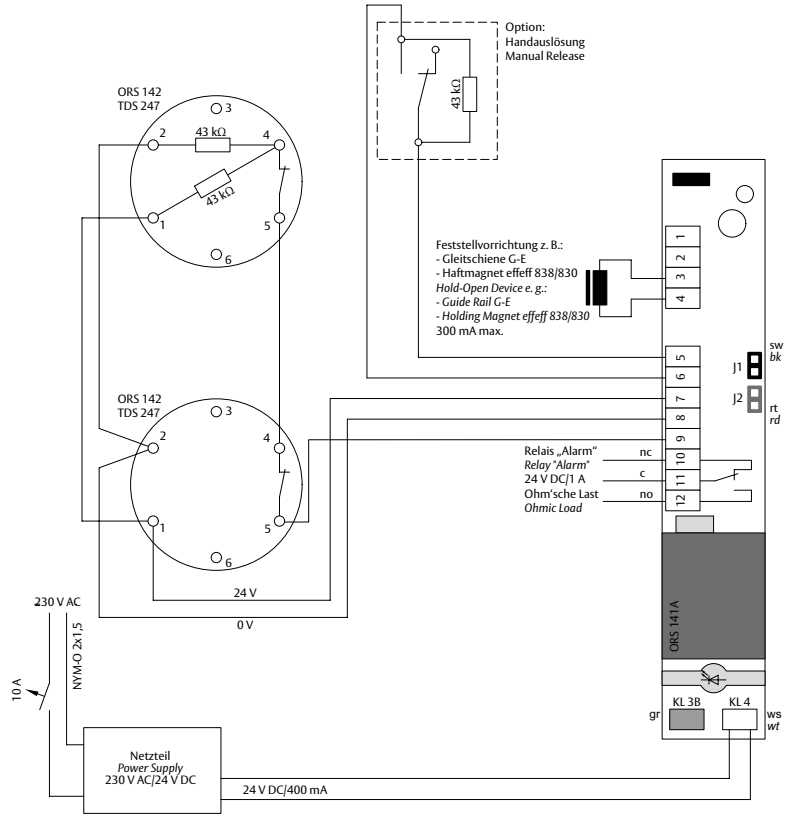 Option:
Handauslösung
Manual Release
43 kΩ
ORS 142
TDS 247
3
2
43 kΩ
4
43 kΩ
1
5
6
Feststellvorrichtung z. B.:
- Gleitschiene G-E
- Haftmagnet effeff 838/830
Hold-Open Device e. g.:
- Guide Rail G-E
- Holding Magnet effeff 838/830
300 mA max.
1
2
3
4
5
6
7
8
9
10
11
12
sw
bk
J1
J2
rt
rd
ORS 142
TDS 247
3
2
4
1
5
6
Relais „Alarm“
Relay "Alarm"
24 V DC/1 A
Ohm'sche Last
Ohmic Load
nc
c
no
24 V
0 V
230 V AC
NYM-O 2x1,5
10 A
ORS 141A
KL 3B
KL 4
gr
ws
wt
Netzteil
Power Supply
230 V AC/24 V DC
24 V DC/400 mA